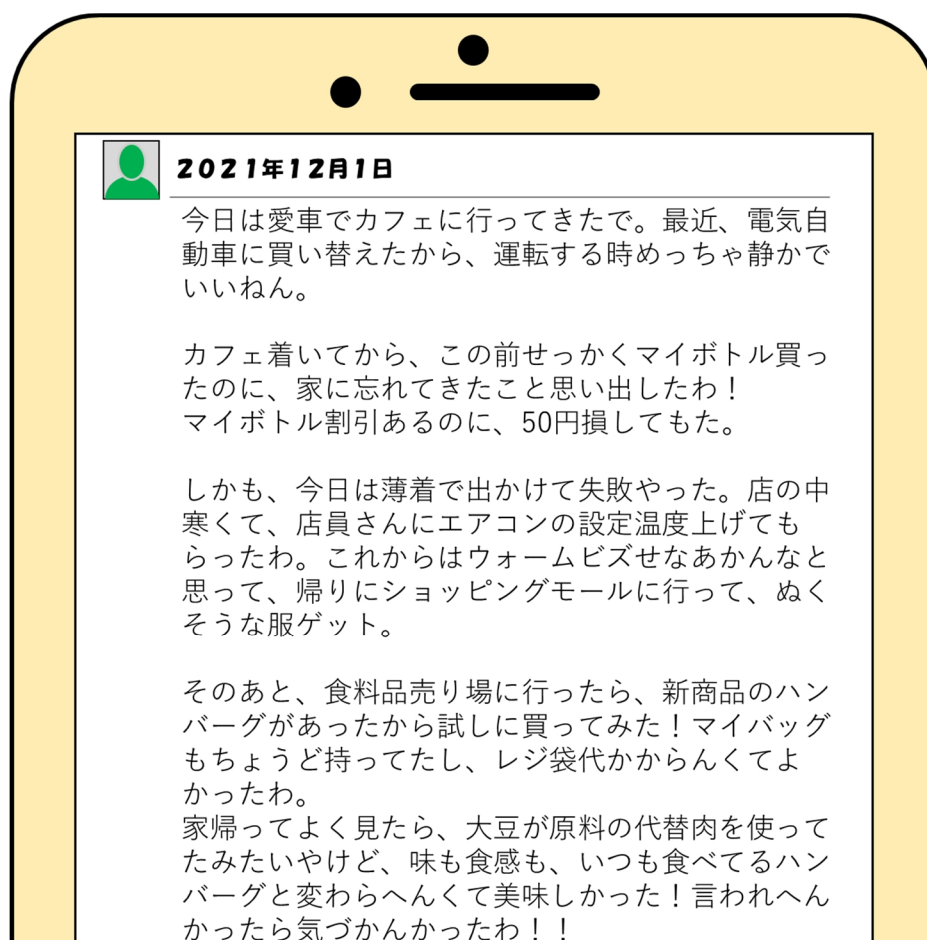 2021年12月1日
今日は愛車でカフェに行ってきたで。最近、電気自
動車に買い替えたから、運転する時めっちゃ静かで
いいねん。
カフェ着いてから、この前せっかくマイボトル買っ
たのに、家に忘れてきたこと思い出したわ！
マイボトル割引あるのに、50円損してもた。
しかも、今日は薄着で出かけて失敗やった。店の中
寒くて、店員さんにエアコンの設定温度上げても
らったわ。これからはウォームビズせなあかんなと
思って、帰りにショッピングモールに行って、ぬく
そうな服ゲット。
そのあと、食料品売り場に行ったら、新商品のハン
バーグがあったから試しに買ってみた！マイバッグ
もちょうど持ってたし、レジ袋代かからんくてよ
かったわ。
家帰ってよく見たら、大豆が原料の代替肉を使って
たみたいやけど、味も食感も、いつも食べてるハン
バーグと変わらへんくて美味しかった！言われへん
かったら気づかんかったわ！！